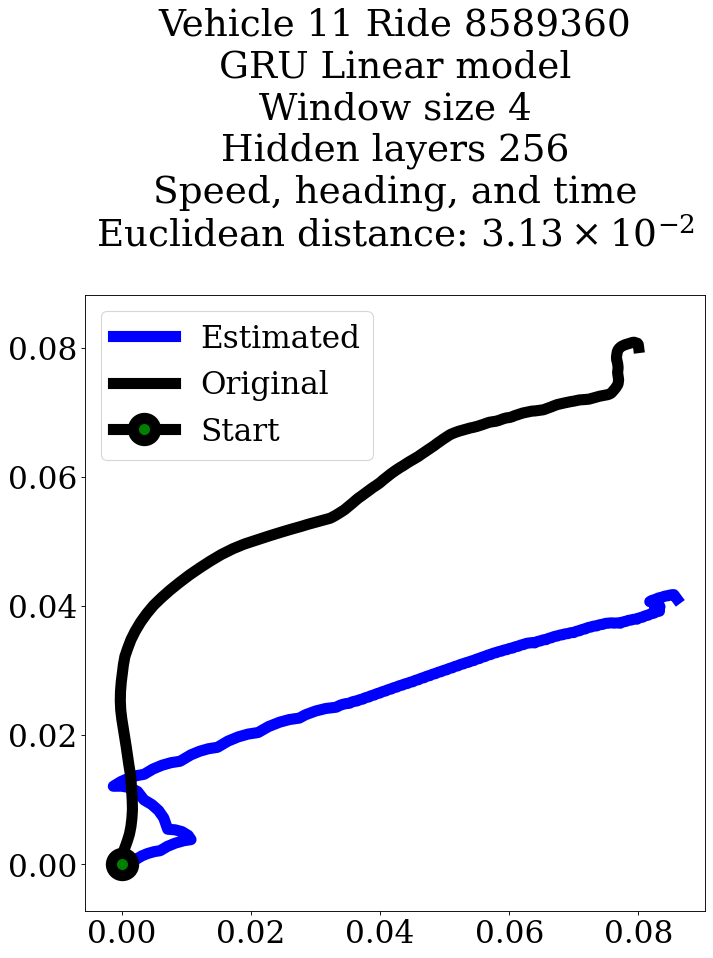 Vehicle 11 Ride 8589360
GRU Linear model
Window size 4
Hidden layers 256
Speed, heading, and time
Euclidean distance: 3.13 × 10⁻²
Estimated
Original
Start
0.08
0.06
0.04
0.02
0.00
0.00 0.02 0.04 0.06 0.08